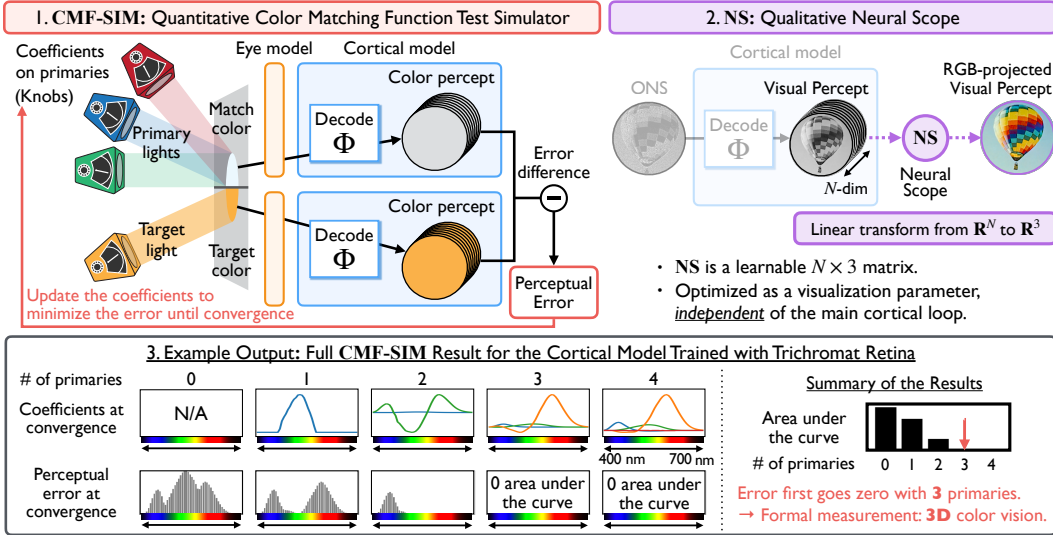 1. CMF-SIM: Quantitative Color Matching Function Test Simulator
Coefficients
on primaries
(Knobs)
Primary
lights
Target
light
Match
color
Target
color
Eye model
Cortical model
Color percept
Decode
Φ
Color percept
Decode
Φ
Error
difference
Perceptual
Error
Update the coefficients to
minimize the error until convergence
2. NS: Qualitative Neural Scope
Cortical model
ONS
Decode
Φ
Visual Percept
N-dim
NS
Neural
Scope
RGB-projected
Visual Percept
Linear transform from R^N to R^3
• NS is a learnable N × 3 matrix.
• Optimized as a visualization parameter,
independent of the main cortical loop.
3. Example Output: Full CMF-SIM Result for the Cortical Model Trained with Trichromat Retina
# of primaries 0 1 2 3 4
Coefficients at
convergence
N/A
400 nm 700 nm
Perceptual
error at
convergence
0 area under
the curve
0 area under
the curve
Summary of the Results
Area under
the curve
# of primaries 0 1 2 3 4
Error first goes zero with 3 primaries.
→ Formal measurement: 3D color vision.